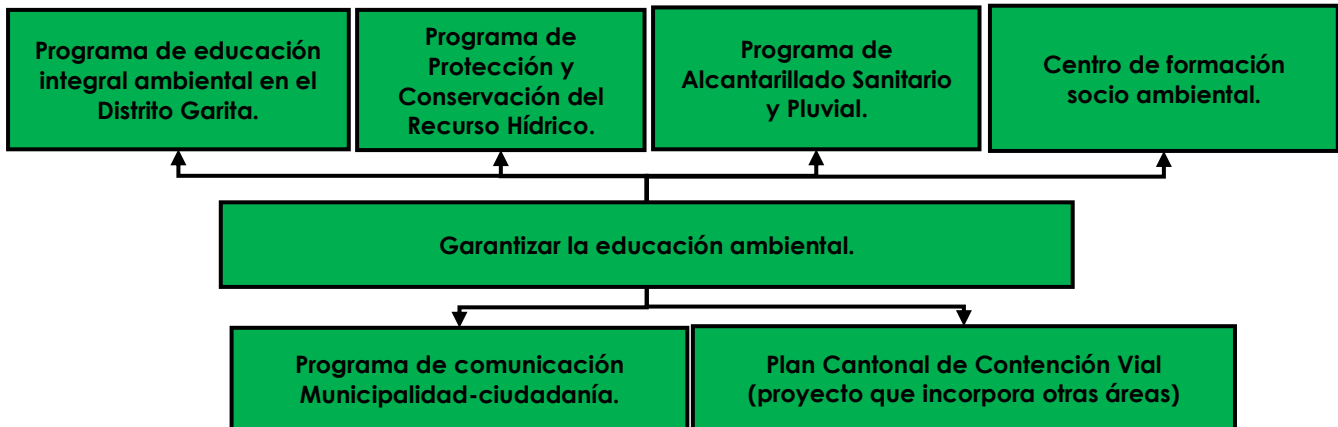 Programa de educación
integral ambiental en el
Distrito Garita.
Programa de
Protección y
Conservación del
Recurso Hídrico.
Programa de
Alcantarillado Sanitario
y Pluvial.
Centro de formación
socio ambiental.
Garantizar la educación ambiental.
Programa de comunicación
Municipalidad-ciudadanía.
Plan Cantonal de Contención Vial
(proyecto que incorpora otras áreas)